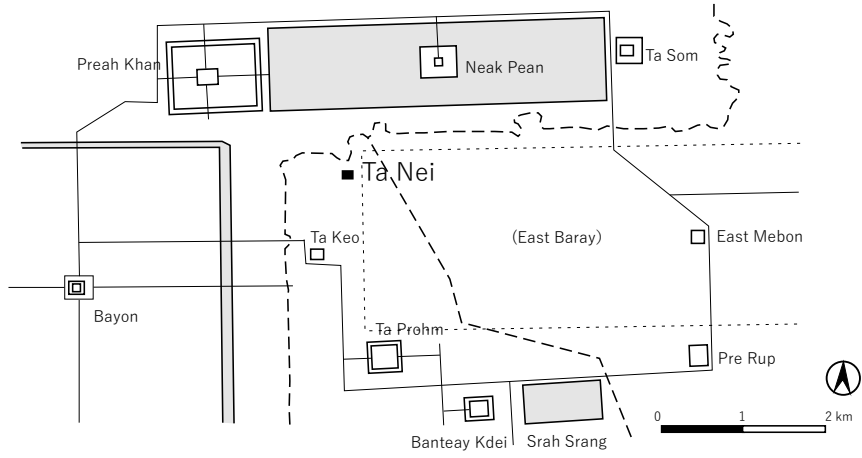 Preah Khan
Neak Pean
Ta Som
Ta Nei
Ta Keo
(East Baray)
East Mebon
Bayon
Ta Prohm
Pre Rup
Banteay Kdei
Srah Srang
0 1 2 km